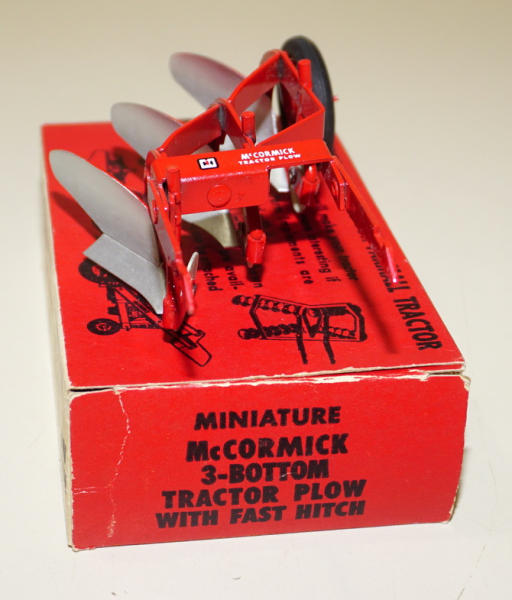 McCORMICK
TRACTOR PLOW
TRACTOR
MINIATURE
McCORMICK
3-BOTTOM
TRACTOR PLOW
WITH FAST HITCH